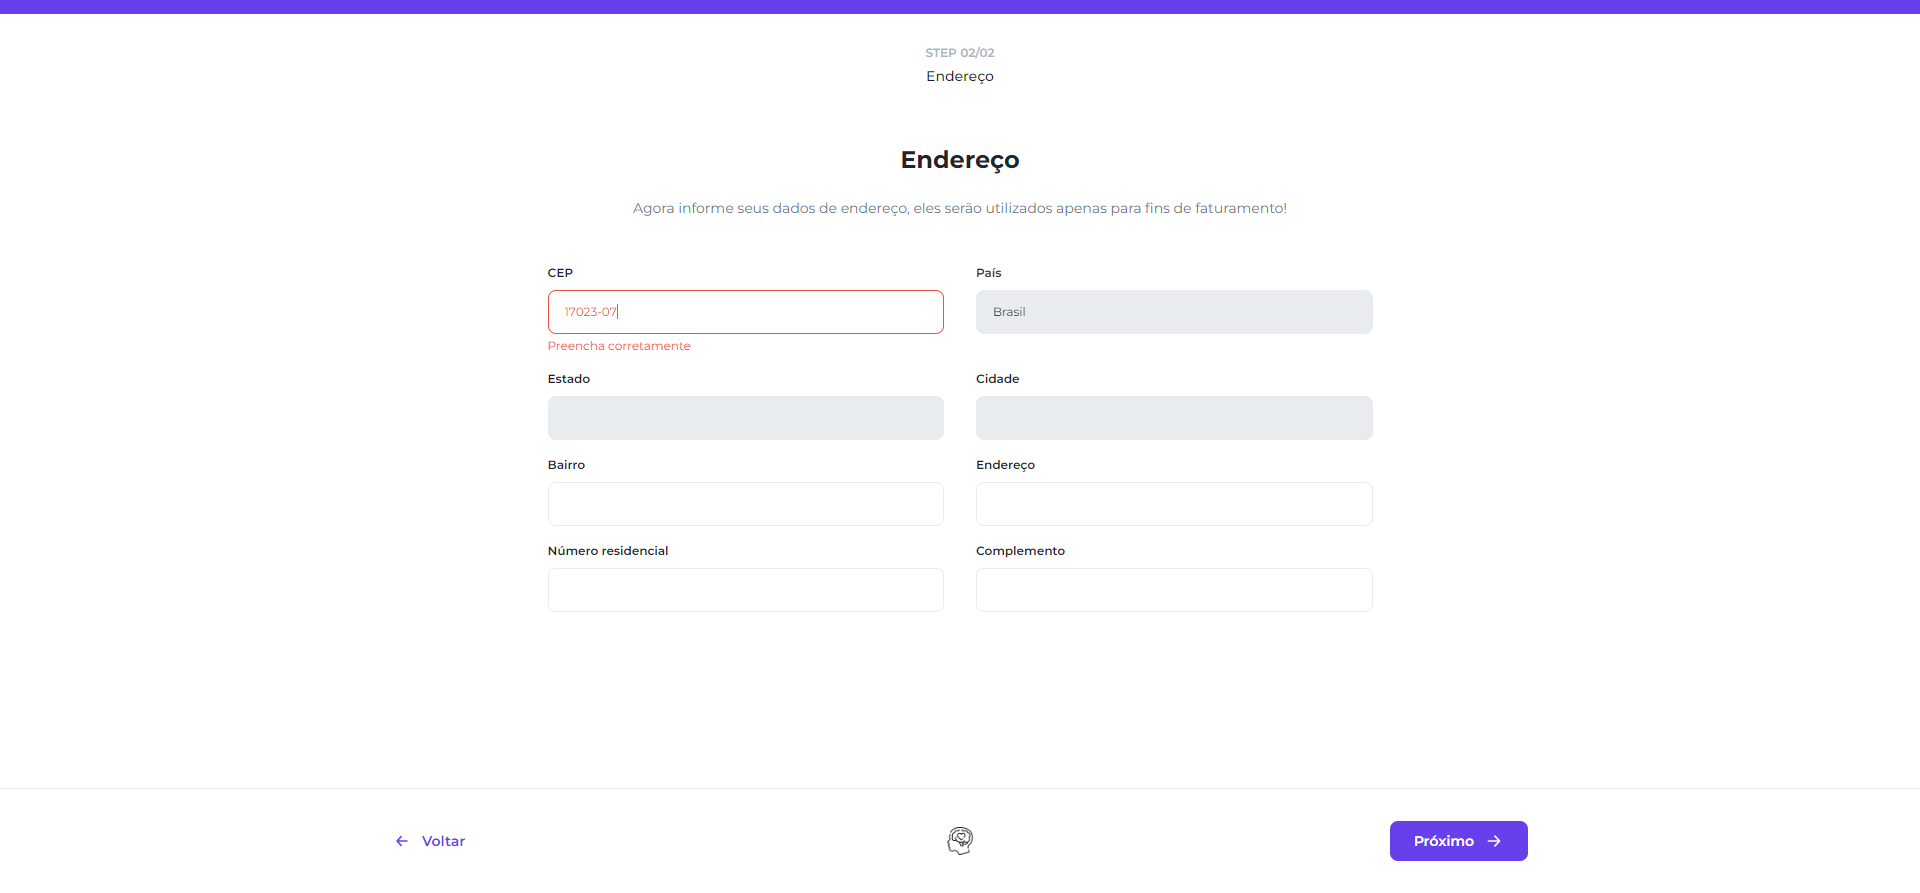 STEP 02/02
Endereço
Endereço
Agora informe seus dados de endereço, eles serão utilizados apenas para fins de faturamento!
CEP
País
17023-07
Brasil
Preencha corretamente
Estado
Cidade
Bairro
Endereço
Número residencial
Complemento
Voltar
Próximo